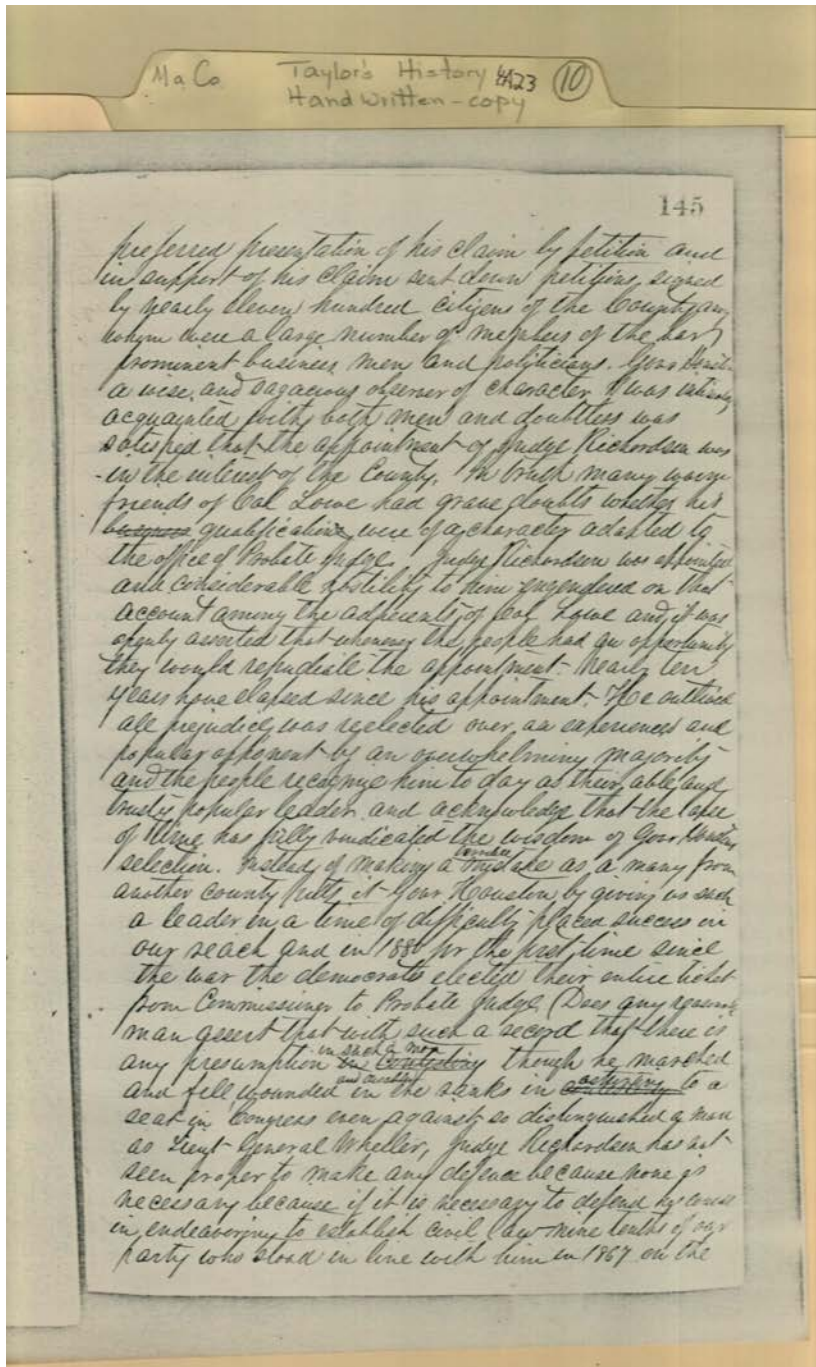 Ma Co Taylor's History 4A23 10
Hand written - copy
145
preferred presentation of his claim by petition and
in support of his claim sent down petitions, signed
by nearly eleven hundred citizens of the County
whom were a large number of members of the bar,
prominent business men and politicians.
a wise and sagacious observer of character was
acquainted with both men and doubtless was
satisfied that the appointment of Judge Richardson was
in the interest of the County. In truth many warm
friends of Col Lowe had grave doubts whether his
qualifications were of a character adapted to
the office of Probate Judge. Judge Richardson was appointed
and considerable hostility to him engendered on that
account among the adherents of Col Lowe and it was
openly asserted that whenever the people had an opportunity
they would repudiate the appointment. Nearly ten
years have elapsed since his appointment. He outlived
all prejudice, was reelected over an experienced and
popular opponent by an overwhelming majority
and the people recognize him to day as their able and
trusty popular leader and acknowledge that the lapse
of time has fully vindicated the wisdom of Gov Houstons
selection. Instead of making a mistake as a many from
another county puts it Gov Houston by giving us such
a leader in a time of difficulty placed success in
our reach and in 1880 for the first time since
the war the democrats elected their entire ticket
from Commissioner to Probate Judge. Does any
man assert that with such a record that there is
in such a man
any presumption in contesting though he marched
and fell wounded in the ranks in to a
seat in Congress even against so distinguished a man
as Lieut General Wheeler, Judge Richardson has not
seen proper to make any defence because none is
necessary because if it is necessary to defend his course
in endeavoring to establish civil law nine tenths of our
party who stood in line with him in 1867 on the